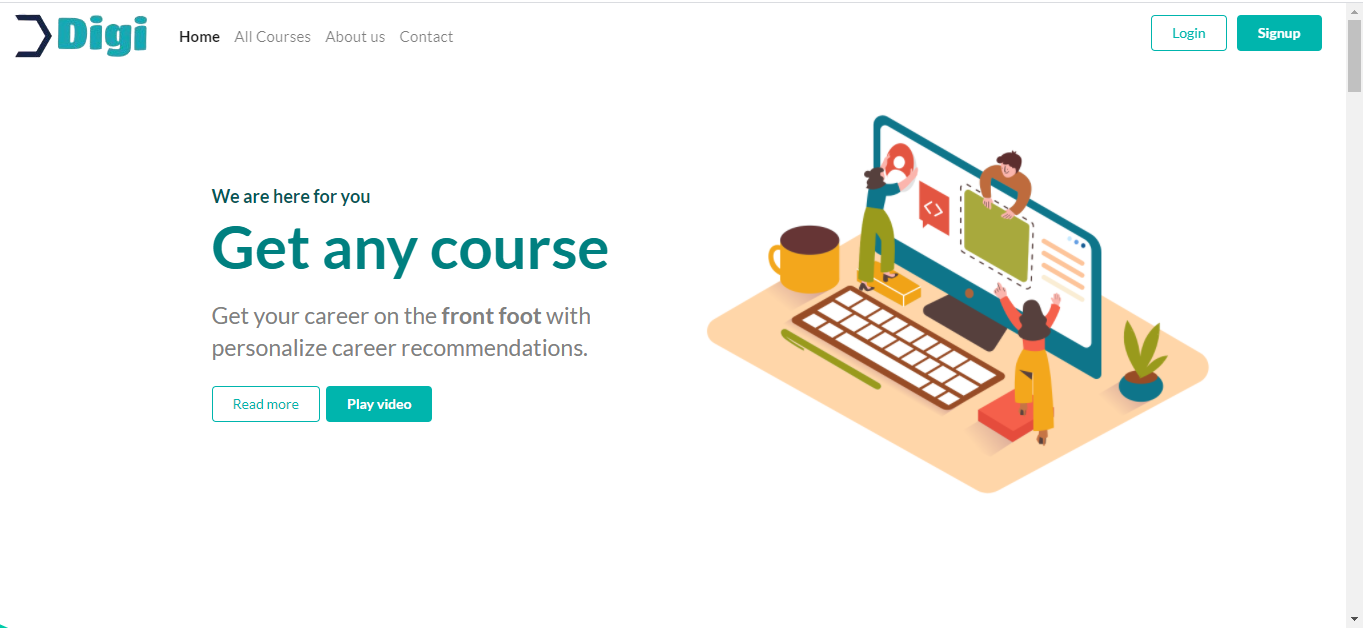 Digi
Home All Courses About us Contact
Login Signup
We are here for you
Get any course
Get your career on the front foot with
personalize career recommendations.
Read more Play video